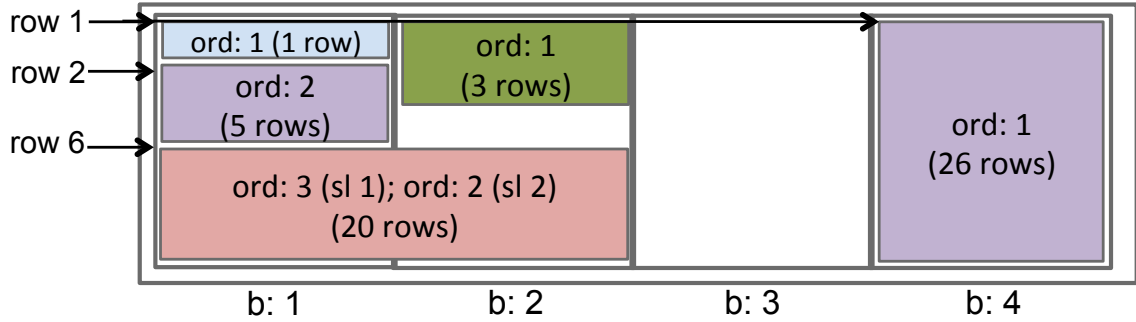 row 1
ord: 1 (1 row)
ord: 1
(3 rows)
row 2
ord: 2
(5 rows)
ord: 1
(26 rows)
row 6
ord: 3 (sl 1); ord: 2 (sl 2)
(20 rows)
b: 1
b: 2
b: 3
b: 4